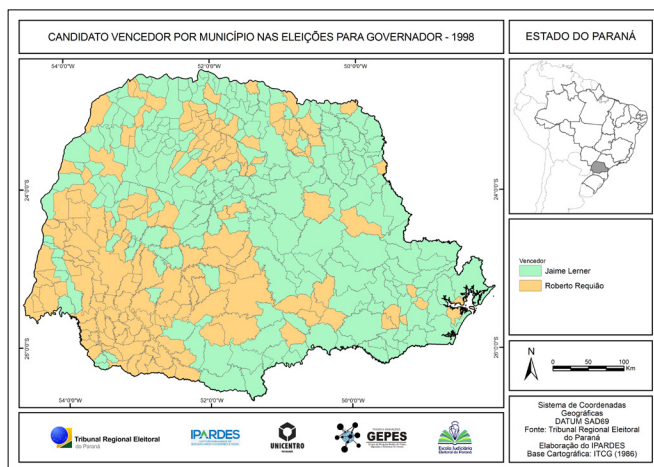 CANDIDATO VENCEDOR POR MUNICÍPIO NAS ELEIÇÕES PARA GOVERNADOR - 1998
ESTADO DO PARANÁ
54°0'0"W
52°0'0"W
50°0'0"W
24°0'0"S
24°0'0"S
26°0'0"S
26°0'0"S
54°0'0"W
52°0'0"W
50°0'0"W
Vencedor
Jaime Lerner
Roberto Requião
N
0 25 50 100
Km
Sistema de Coordenadas
Geográficas
DATUM SAD69
Fonte: Tribunal Regional Eleitoral
do Paraná
Elaboração do IPARDES
Base Cartográfica: ITCG (1986)
Tribunal Regional Eleitoral
do Paraná
IPARDES
UNICENTRO
PARANÁ
GEPES
Escola Judiciária
Eleitoral do Paraná